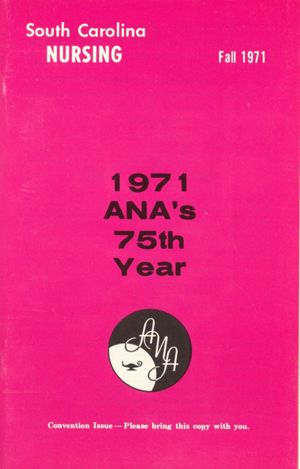 South Carolina
NURSING
Fall 1971
1971
ANA's
75th
Year
ANA
Convention Issue — Please bring this copy with you.